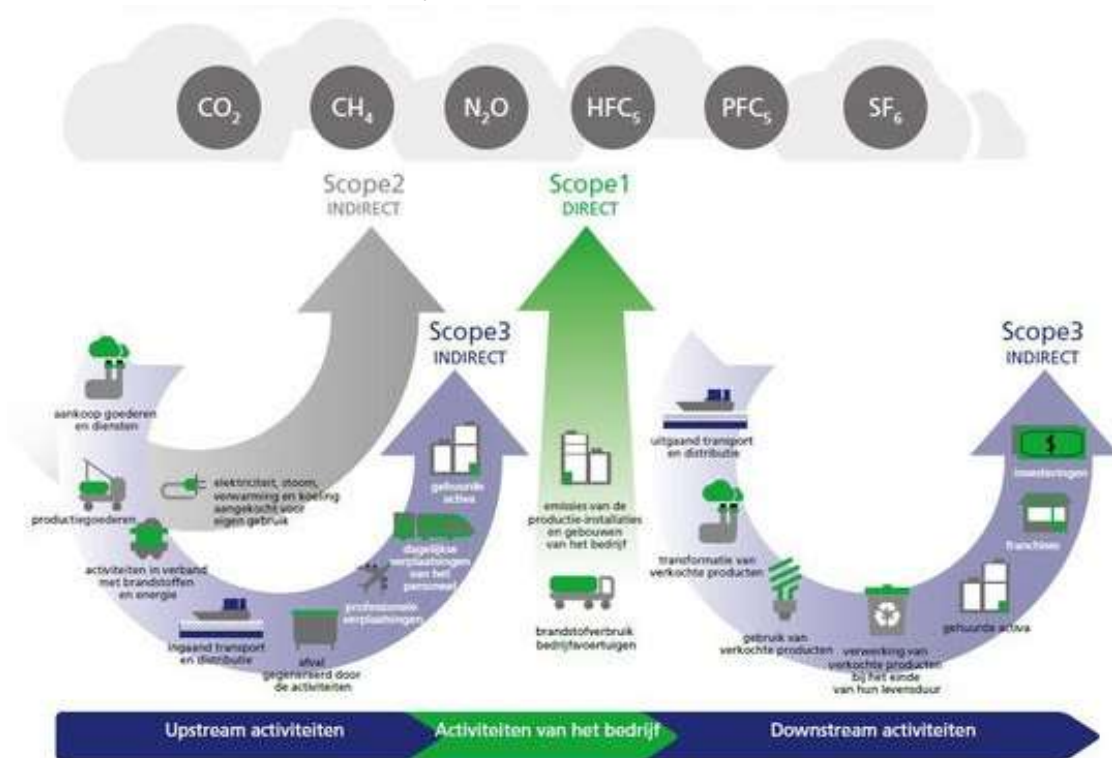 CO2
CH4
N2O
HFC5
PFC5
SF6
Scope2
INDIRECT
Scope1
DIRECT
Scope3
INDIRECT
Scope3
INDIRECT
aankoop goederen
en diensten
productiegoederen
elektriciteit, stoom,
verwarming en koeling
aangekocht voor
eigen gebruik
activiteiten in verband
met brandstoffen
en energie
ingaand transport
en distributie
afval
gegenereerd door
de activiteiten
professionele
verplaatsingen
dagelijkse
verplaatsingen
van het
personeel
gehuurde
activa
emissies van de
productie-installaties
en gebouwen
van het bedrijf
brandstofverbruik
bedrijfsvoertuigen
uitgaand transport
en distributie
transformatie van
verkochte producten
gebruik van
verkochte producten
verwerking van
verkochte producten
bij het einde
van hun levensduur
gehuurde activa
franchises
$
investeringen
Upstream activiteiten
Activiteiten van het bedrijf
Downstream activiteiten